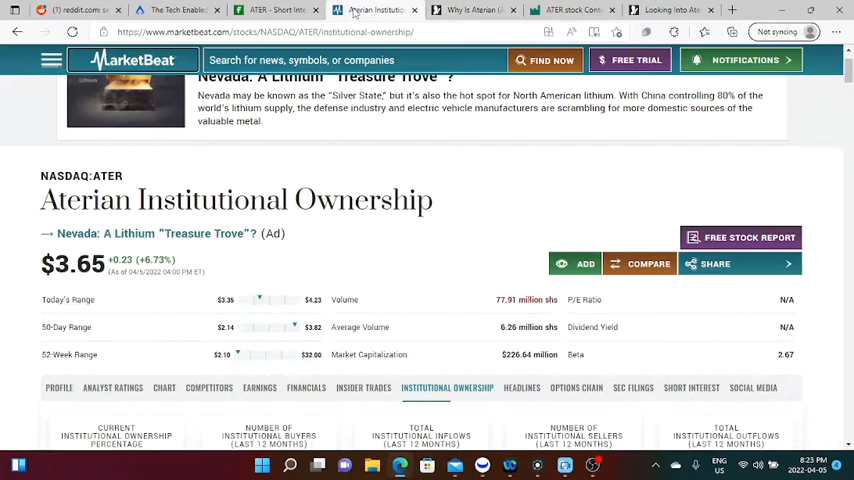 (1) reddit.com: se
The Tech Enabled
ATER - Short Inte
Aterian Institution
Why Is Aterian (A
ATER stock Conti
Looking Into Ate
https://www.marketbeat.com/stocks/NASDAQ/ATER/institutional-ownership/
Not syncing
MarketBeat
Search for news, symbols, or companies
FIND NOW
$ FREE TRIAL
NOTIFICATIONS
Lithium
Nevada: A Lithium "Treasure Trove"?
Nevada may be known as the "Silver State," but it's also the hot spot for North American lithium. With China controlling 80% of the
world's lithium supply, the defense industry and electric vehicle manufacturers are scrambling for more domestic sources of the
valuable metal.
NASDAQ:ATER
Aterian Institutional Ownership
→ Nevada: A Lithium "Treasure Trove"? (Ad)
FREE STOCK REPORT
$3.65 +0.23 (+6.73%)
(As of 04/5/2022 04:00 PM ET)
ADD
COMPARE
SHARE
Today's Range $3.35 $4.23 Volume 77.91 million shs P/E Ratio N/A
50-Day Range $2.14 $3.82 Average Volume 6.26 million shs Dividend Yield N/A
52-Week Range $2.10 $32.00 Market Capitalization $226.64 million Beta 2.67
PROFILE ANALYST RATINGS CHART COMPETITORS EARNINGS FINANCIALS INSIDER TRADES INSTITUTIONAL OWNERSHIP HEADLINES OPTIONS CHAIN SEC FILINGS SHORT INTEREST SOCIAL MEDIA
CURRENT
INSTITUTIONAL OWNERSHIP
PERCENTAGE
NUMBER OF
INSTITUTIONAL BUYERS
(LAST 12 MONTHS)
TOTAL
INSTITUTIONAL INFLOWS
(LAST 12 MONTHS)
NUMBER OF
INSTITUTIONAL SELLERS
(LAST 12 MONTHS)
TOTAL
INSTITUTIONAL OUTFLOWS
(LAST 12 MONTHS)
ENG
US
8:23 PM
2022-04-05
4